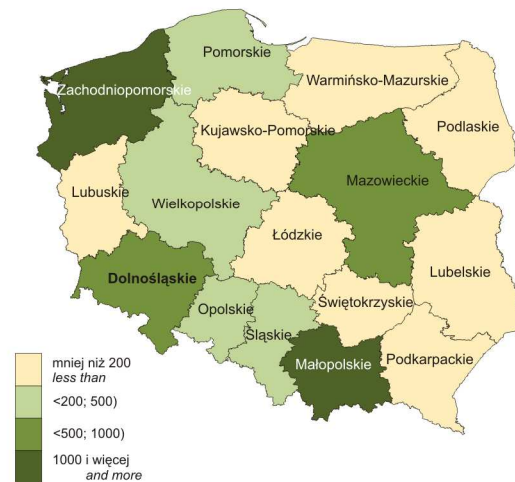 Pomorskie
Warmińsko-Mazurskie
Zachodniopomorskie
Podlaskie
Kujawsko-Pomorskie
Mazowieckie
Lubuskie
Wielkopolskie
Łódzkie
Lubelskie
Dolnośląskie
Opolskie
Świętokrzyskie
Śląskie
Małopolskie
Podkarpackie
mniej niż 200
less than
<200; 500)
<500; 1000)
1000 i więcej
and more